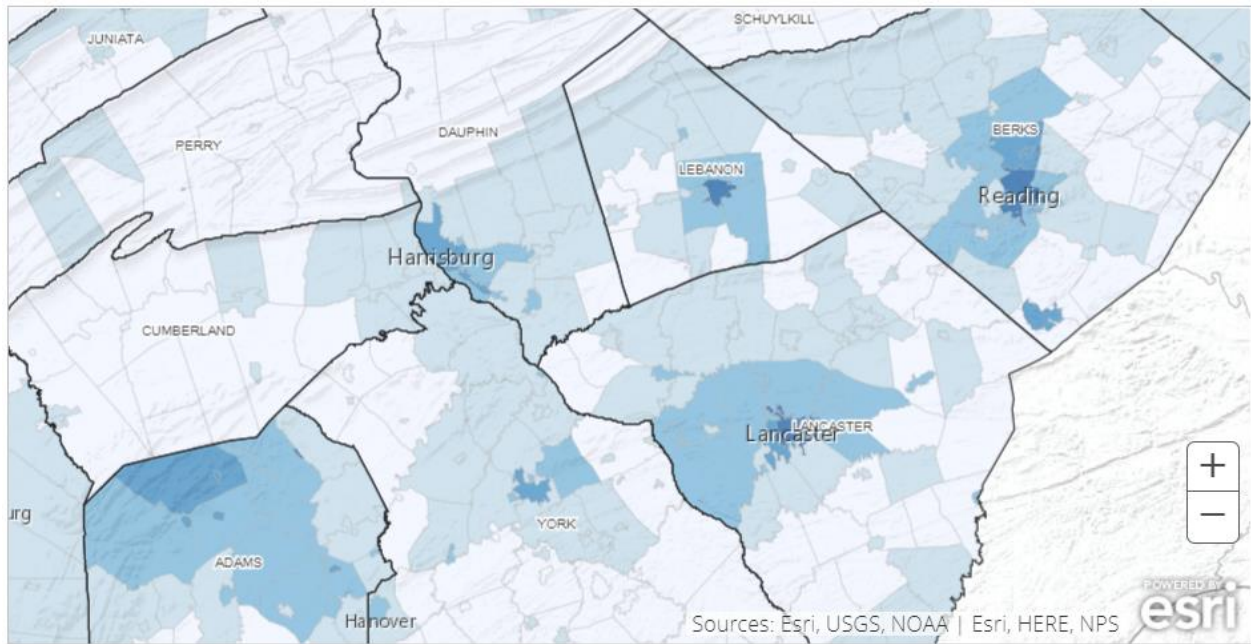 SCHUYLKILL
JUNIATA
BERKS
DAUPHIN
PERRY
LEBANON
Reading
Harrisburg
CUMBERLAND
Lancaster
LANCASTER
+
−
urg
YORK
ADAMS
Hanover
POWERED BY
esri
Sources: Esri, USGS, NOAA | Esri, HERE, NPS